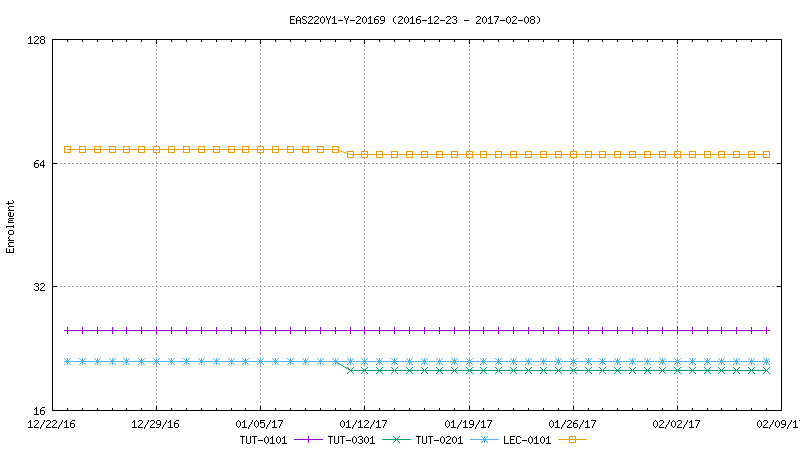 EAS220Y1-Y-20169 (2016-12-23 - 2017-02-08)
128
64
32
16
Enrolment
12/22/16 12/29/16 01/05/17 01/12/17 01/19/17 01/26/17 02/02/17 02/09/17
TUT-0101 TUT-0301 TUT-0201 LEC-0101